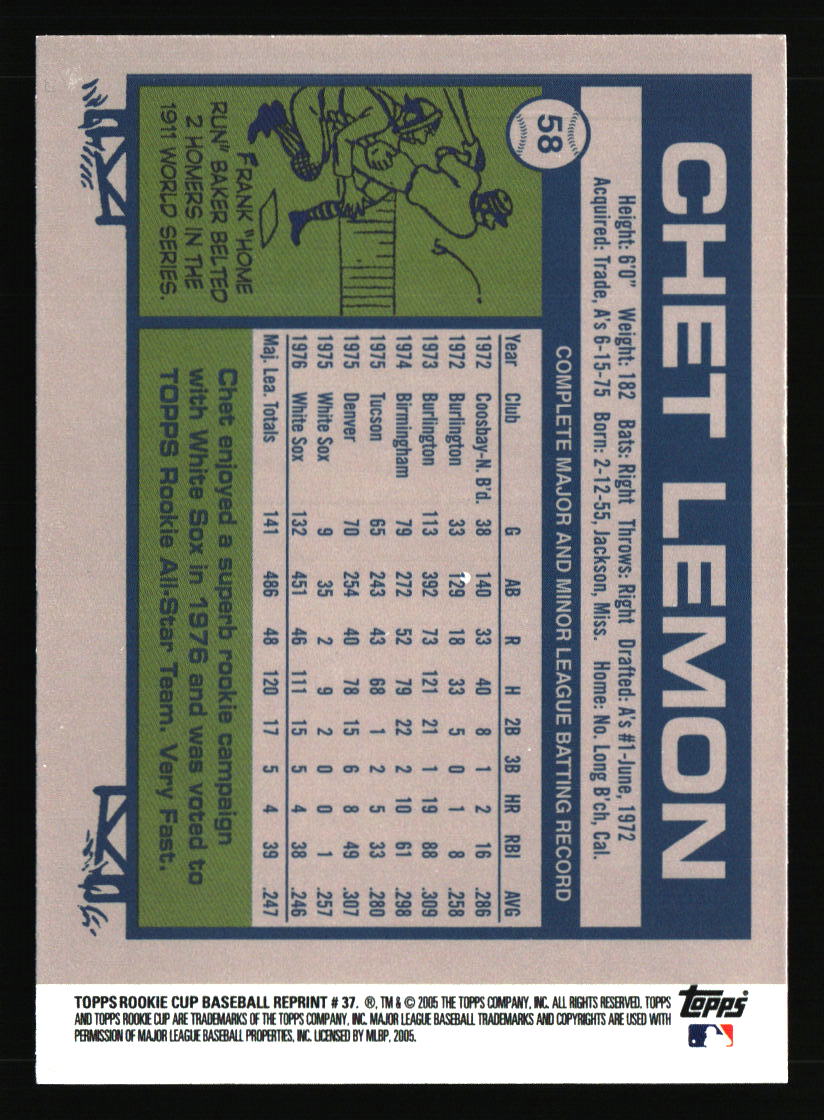 CHET LEMON
Height: 6'0" Weight: 182 Bats: Right Throws: Right Drafted: A's #1-June, 1972
Acquired: Trade, A's 6-15-75 Born: 2-12-55, Jackson, Miss. Home: No. Long B'ch, Cal.
58
COMPLETE MAJOR AND MINOR LEAGUE BATTING RECORD
Year Club G AB R H 2B 3B HR RBI AVG
1972 Coosbay-N. B'd. 38 140 33 40 8 1 2 16 .286
1972 Burlington 33 129 18 33 5 0 1 8 .258
1973 Burlington 113 392 73 121 21 1 19 88 .309
1974 Birmingham 79 272 52 79 22 2 10 61 .298
1975 Tucson 65 243 43 68 1 2 5 33 .280
1975 Denver 70 254 40 78 15 6 8 49 .307
1975 White Sox 9 35 2 9 2 0 0 1 .257
1976 White Sox 132 451 46 111 15 5 4 38 .246
Maj. Lea. Totals 141 486 48 120 17 5 4 39 .247
FRANK "HOME
RUN" BAKER BELTED
2 HOMERS IN THE
1911 WORLD SERIES.
Chet enjoyed a superb rookie campaign
with White Sox in 1976 and was voted to
TOPPS Rookie All-Star Team. Very Fast.
TOPPS ROOKIE CUP BASEBALL REPRINT # 37. ®, TM & © 2005 THE TOPPS COMPANY, INC. ALL RIGHTS RESERVED. TOPPS
AND TOPPS ROOKIE CUP ARE TRADEMARKS OF THE TOPPS COMPANY, INC. MAJOR LEAGUE BASEBALL TRADEMARKS AND COPYRIGHTS ARE USED WITH
PERMISSION OF MAJOR LEAGUE BASEBALL PROPERTIES, INC. LICENSED BY MLBP, 2005.
Topps